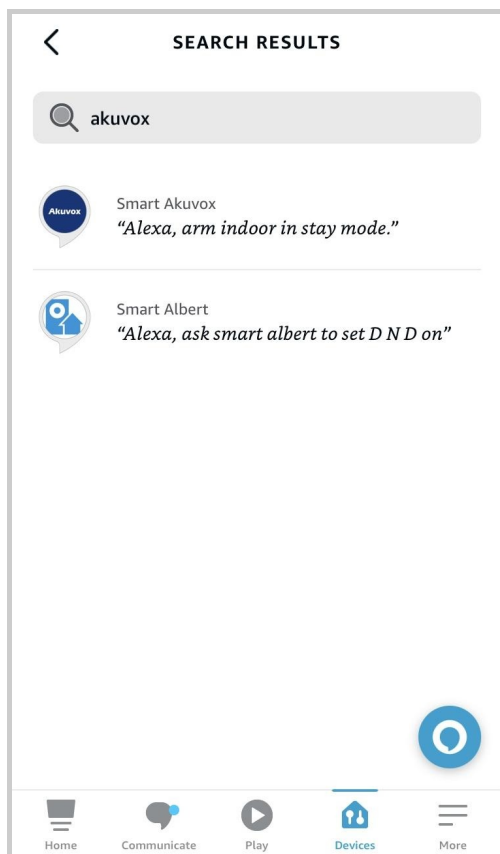 SEARCH RESULTS
akuvox
Akuvox
Smart Akuvox
“Alexa, arm indoor in stay mode.”
Smart Albert
“Alexa, ask smart albert to set D N D on”
Home Communicate Play Devices More